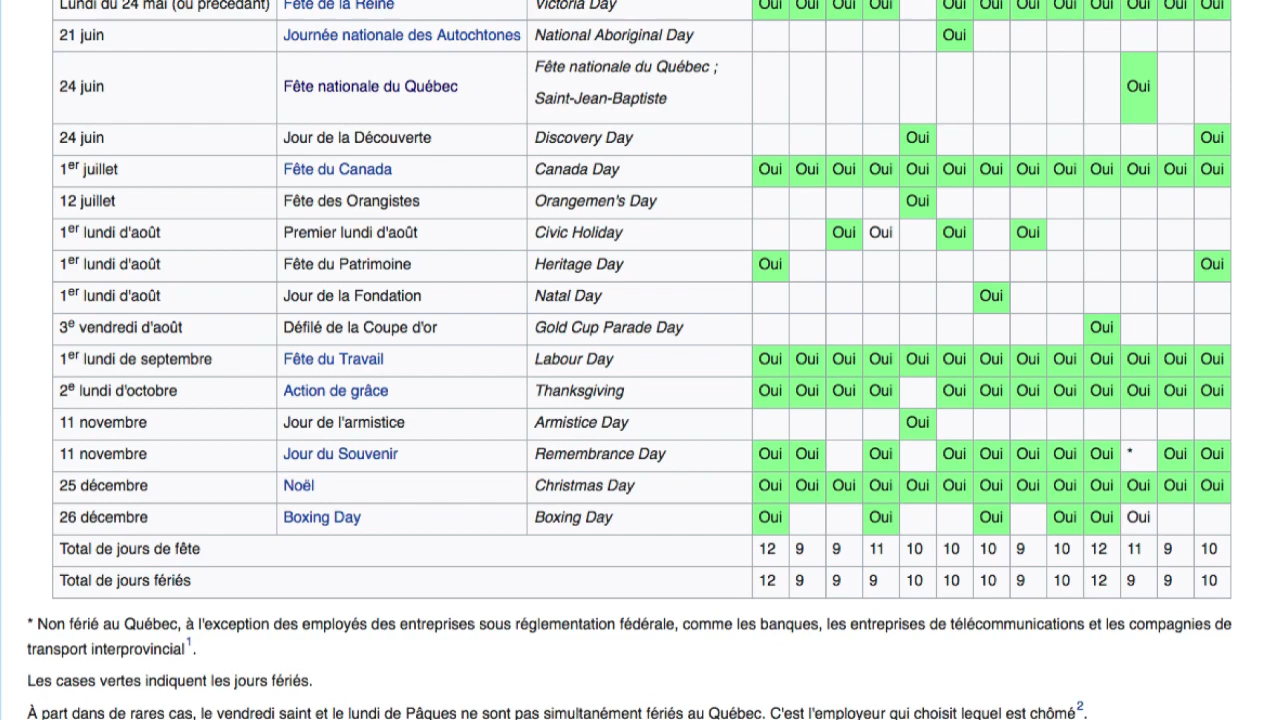 Lundi du 24 mai (ou précédant) Fête de la Reine Victoria Day Oui Oui Oui Oui Oui Oui Oui Oui Oui Oui Oui Oui
21 juin Journée nationale des Autochtones National Aboriginal Day Oui
Fête nationale du Québec ;
24 juin Fête nationale du Québec Oui
Saint-Jean-Baptiste
24 juin Jour de la Découverte Discovery Day Oui Oui
1er juillet Fête du Canada Canada Day Oui Oui Oui Oui Oui Oui Oui Oui Oui Oui Oui Oui Oui
12 juillet Fête des Orangistes Orangemen's Day Oui
1er lundi d'août Premier lundi d'août Civic Holiday Oui Oui Oui Oui
1er lundi d'août Fête du Patrimoine Heritage Day Oui Oui
1er lundi d'août Jour de la Fondation Natal Day Oui
3e vendredi d'août Défilé de la Coupe d'or Gold Cup Parade Day Oui
1er lundi de septembre Fête du Travail Labour Day Oui Oui Oui Oui Oui Oui Oui Oui Oui Oui Oui Oui Oui
2e lundi d'octobre Action de grâce Thanksgiving Oui Oui Oui Oui Oui Oui Oui Oui Oui Oui Oui Oui
11 novembre Jour de l'armistice Armistice Day Oui
11 novembre Jour du Souvenir Remembrance Day Oui Oui Oui Oui Oui Oui Oui Oui * Oui Oui
25 décembre Noël Christmas Day Oui Oui Oui Oui Oui Oui Oui Oui Oui Oui Oui Oui Oui
26 décembre Boxing Day Boxing Day Oui Oui Oui Oui Oui Oui
Total de jours de fête 12 9 9 11 10 10 10 9 10 12 11 9 10
Total de jours fériés 12 9 9 9 10 10 10 9 10 12 9 9 10
* Non férié au Québec, à l'exception des employés des entreprises sous réglementation fédérale, comme les banques, les entreprises de télécommunications et les compagnies de
transport interprovincial1.
Les cases vertes indiquent les jours fériés.
À part dans de rares cas, le vendredi saint et le lundi de Pâques ne sont pas simultanément fériés au Québec. C'est l'employeur qui choisit lequel est chômé2.